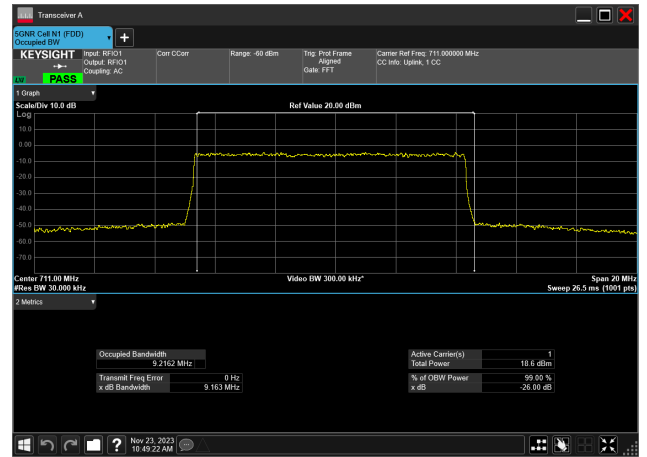 Transceiver A
5GNR Cell N1 (FDD)
Occupied BW
KEYSIGHT
LXI
PASS
Input: RFIO1
Output: RFIO1
Coupling: AC
Corr CCorr
Range: -60 dBm
Trig: Prot Frame
Aligned
Gate: FFT
Carrier Ref Freq: 711.000000 MHz
CC Info: Uplink, 1 CC
1 Graph
Scale/Div 10.0 dB
Ref Value 20.00 dBm
Log
10.0
0.00
-10.0
-20.0
-30.0
-40.0
-50.0
-60.0
-70.0
Center 711.00 MHz
Video BW 300.00 kHz*
Span 20 MHz
#Res BW 30.000 kHz
Sweep 26.5 ms (1001 pts)
2 Metrics
Occupied Bandwidth
9.2162 MHz
Active Carrier(s) 1
Total Power 18.6 dBm
Transmit Freq Error 0 Hz
x dB Bandwidth 9.163 MHz
% of OBW Power 99.00 %
x dB -26.00 dB
?
Nov 23, 2023
10:49:22 AM